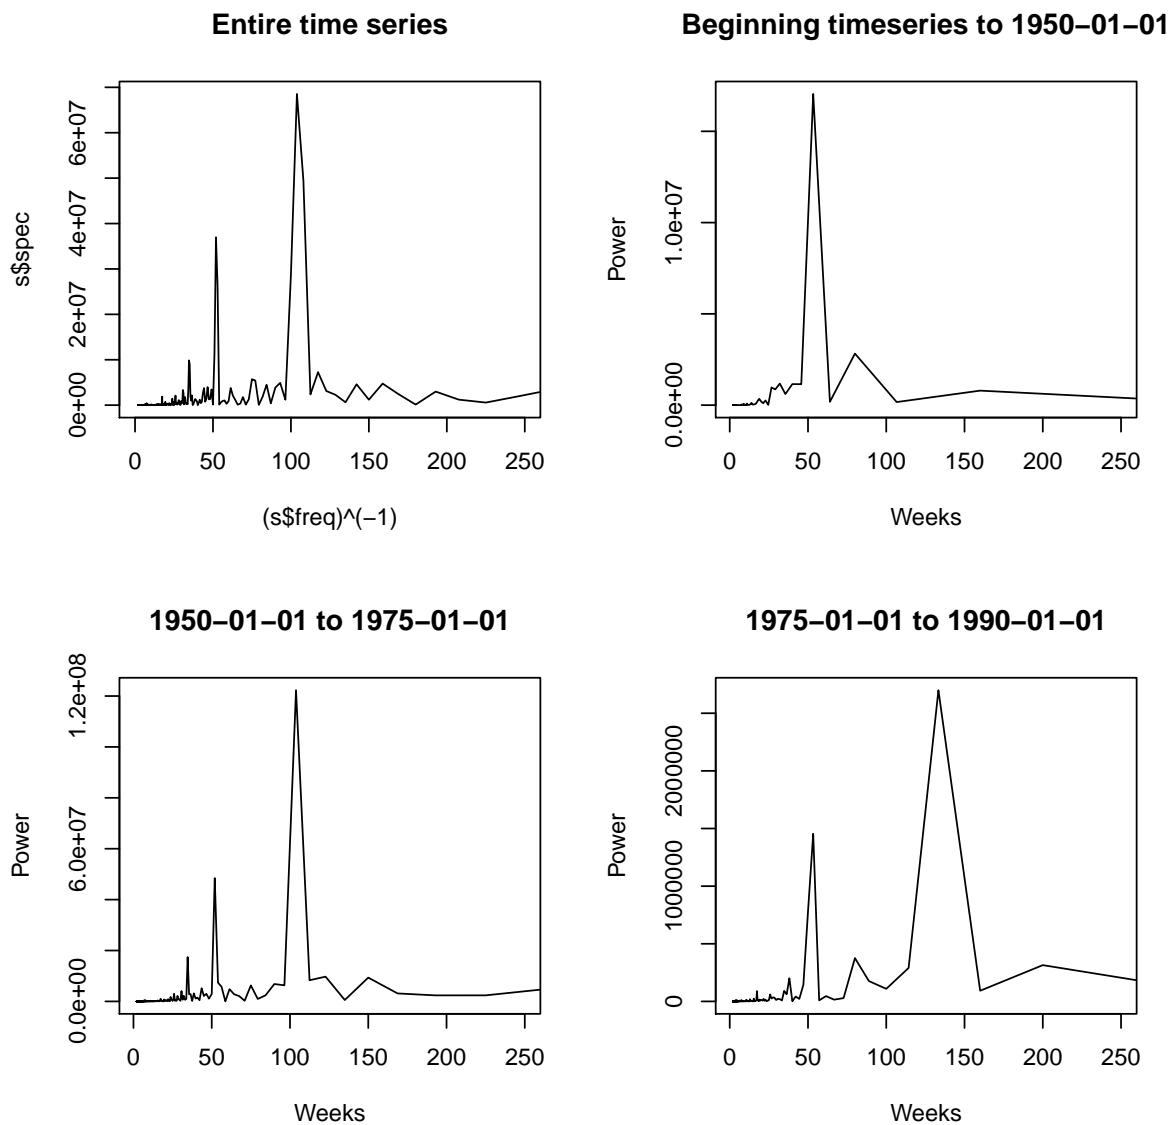 Entire time series
s$spec
0e+00 2e+07 4e+07 6e+07
0 50 100 150 200 250
(s$freq)^(−1)
Beginning timeseries to 1950−01−01
Power
0.0e+00 1.0e+07
0 50 100 150 200 250
Weeks
1950−01−01 to 1975−01−01
Power
0.0e+00 6.0e+07 1.2e+08
0 50 100 150 200 250
Weeks
1975−01−01 to 1990−01−01
Power
0 1000000 2000000
0 50 100 150 200 250
Weeks